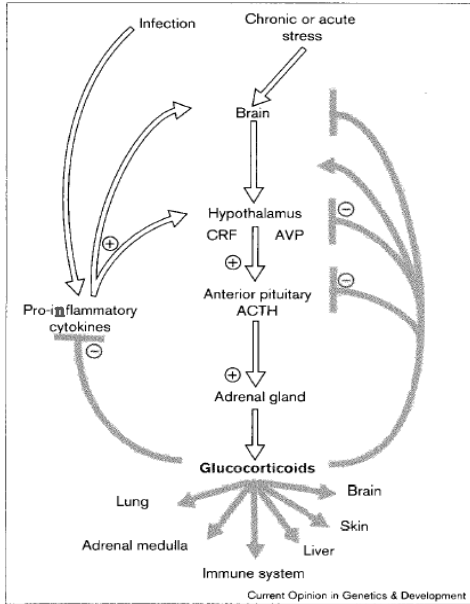 Infection
Chronic or acute
stress
Brain
Hypothalamus
CRF AVP
Anterior pituitary
ACTH
Pro-inflammatory
cytokines
Adrenal gland
Glucocorticoids
Lung
Brain
Adrenal medulla
Skin
Liver
Immune system
+
+
+
−
−
−
Current Opinion in Genetics & Development